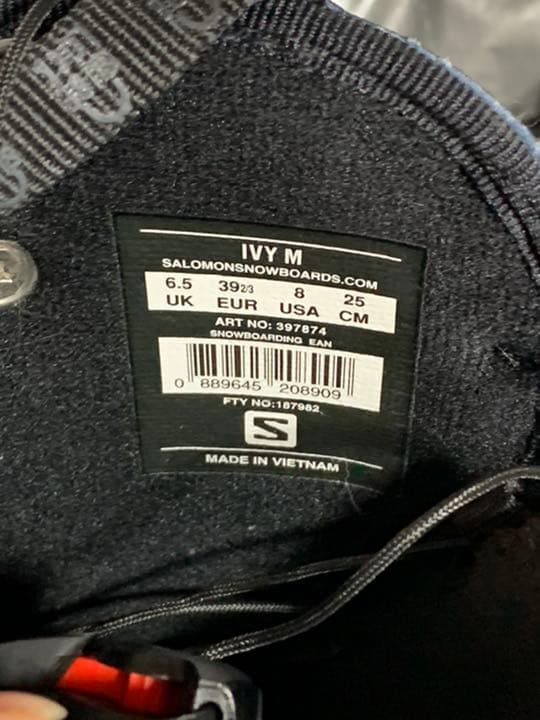 IVY M
SALOMONSNOWBOARDS.COM
6.5 39 2/3 8 25
UK EUR USA CM
ART NO: 397874
SNOWBOARDING EAN
0 889645 208909
FTY NO:187982
S
MADE IN VIETNAM